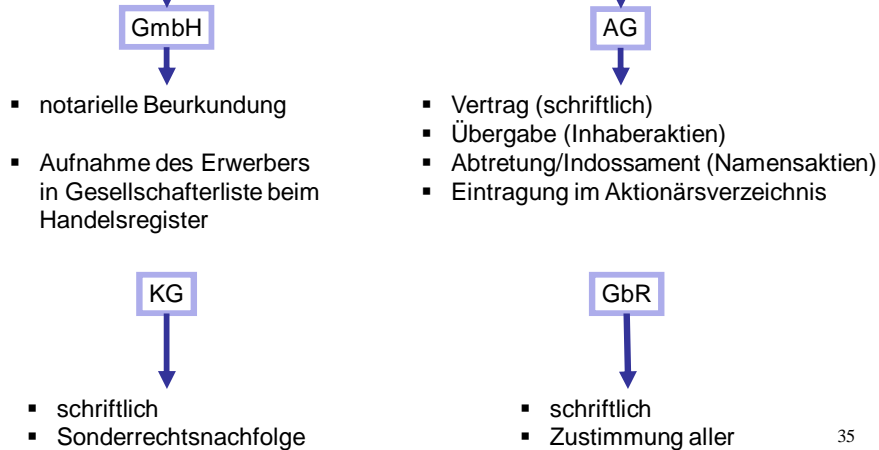 GmbH
▪ notarielle Beurkundung
▪ Aufnahme des Erwerbers
in Gesellschafterliste beim
Handelsregister
AG
▪ Vertrag (schriftlich)
▪ Übergabe (Inhaberaktien)
▪ Abtretung/Indossament (Namensaktien)
▪ Eintragung im Aktionärsverzeichnis
KG
▪ schriftlich
▪ Sonderrechtsnachfolge
GbR
▪ schriftlich
▪ Zustimmung aller
35